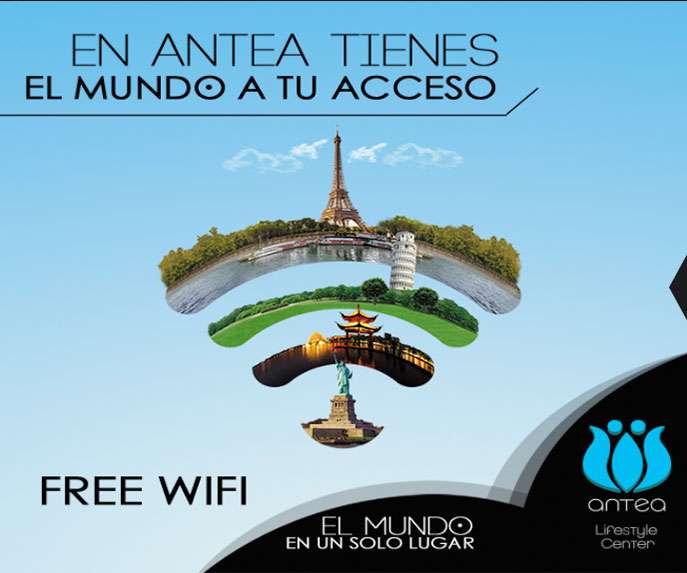 EN ANTEA TIENES
EL MUNDO A TU ACCESO
FREE WIFI
EL MUNDO
EN UN SOLO LUGAR
antea
Lifestyle
Center